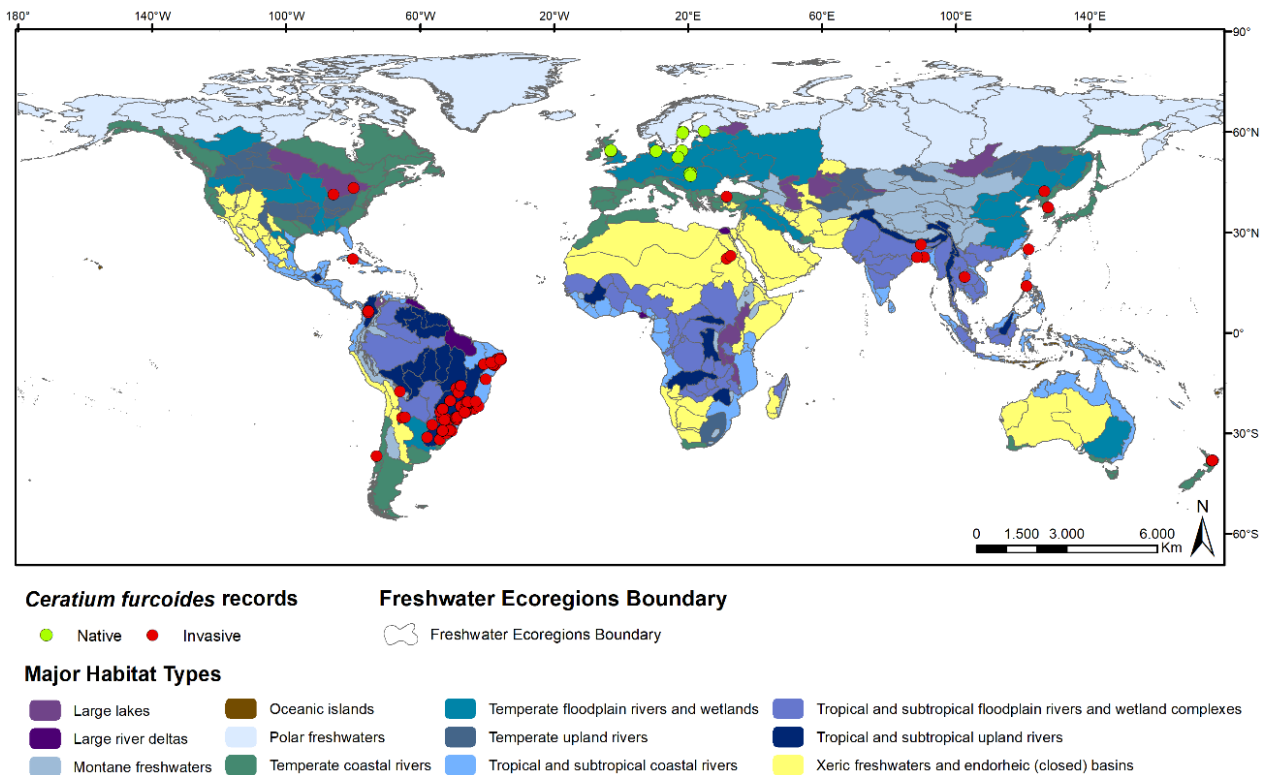 180° 140°W 100°W 60°W 20°W 20°E 60°E 100°E 140°E
90°
60°N
30°N
0°
30°S
60°S
N
0 1.500 3.000 6.000
Km
Ceratium furcoides records
Native
Invasive
Freshwater Ecoregions Boundary
Freshwater Ecoregions Boundary
Major Habitat Types
Large lakes
Large river deltas
Montane freshwaters
Oceanic islands
Polar freshwaters
Temperate coastal rivers
Temperate floodplain rivers and wetlands
Temperate upland rivers
Tropical and subtropical coastal rivers
Tropical and subtropical floodplain rivers and wetland complexes
Tropical and subtropical upland rivers
Xeric freshwaters and endorheic (closed) basins